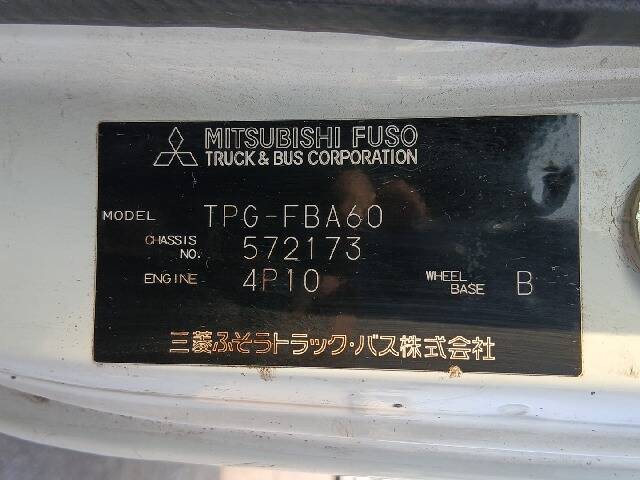 MITSUBISHI FUSO
TRUCK & BUS CORPORATION
MODEL TPG-FBA60
CHASSIS NO. 572173
ENGINE 4P10 WHEEL BASE B
三菱ふそうトラック・バス株式会社